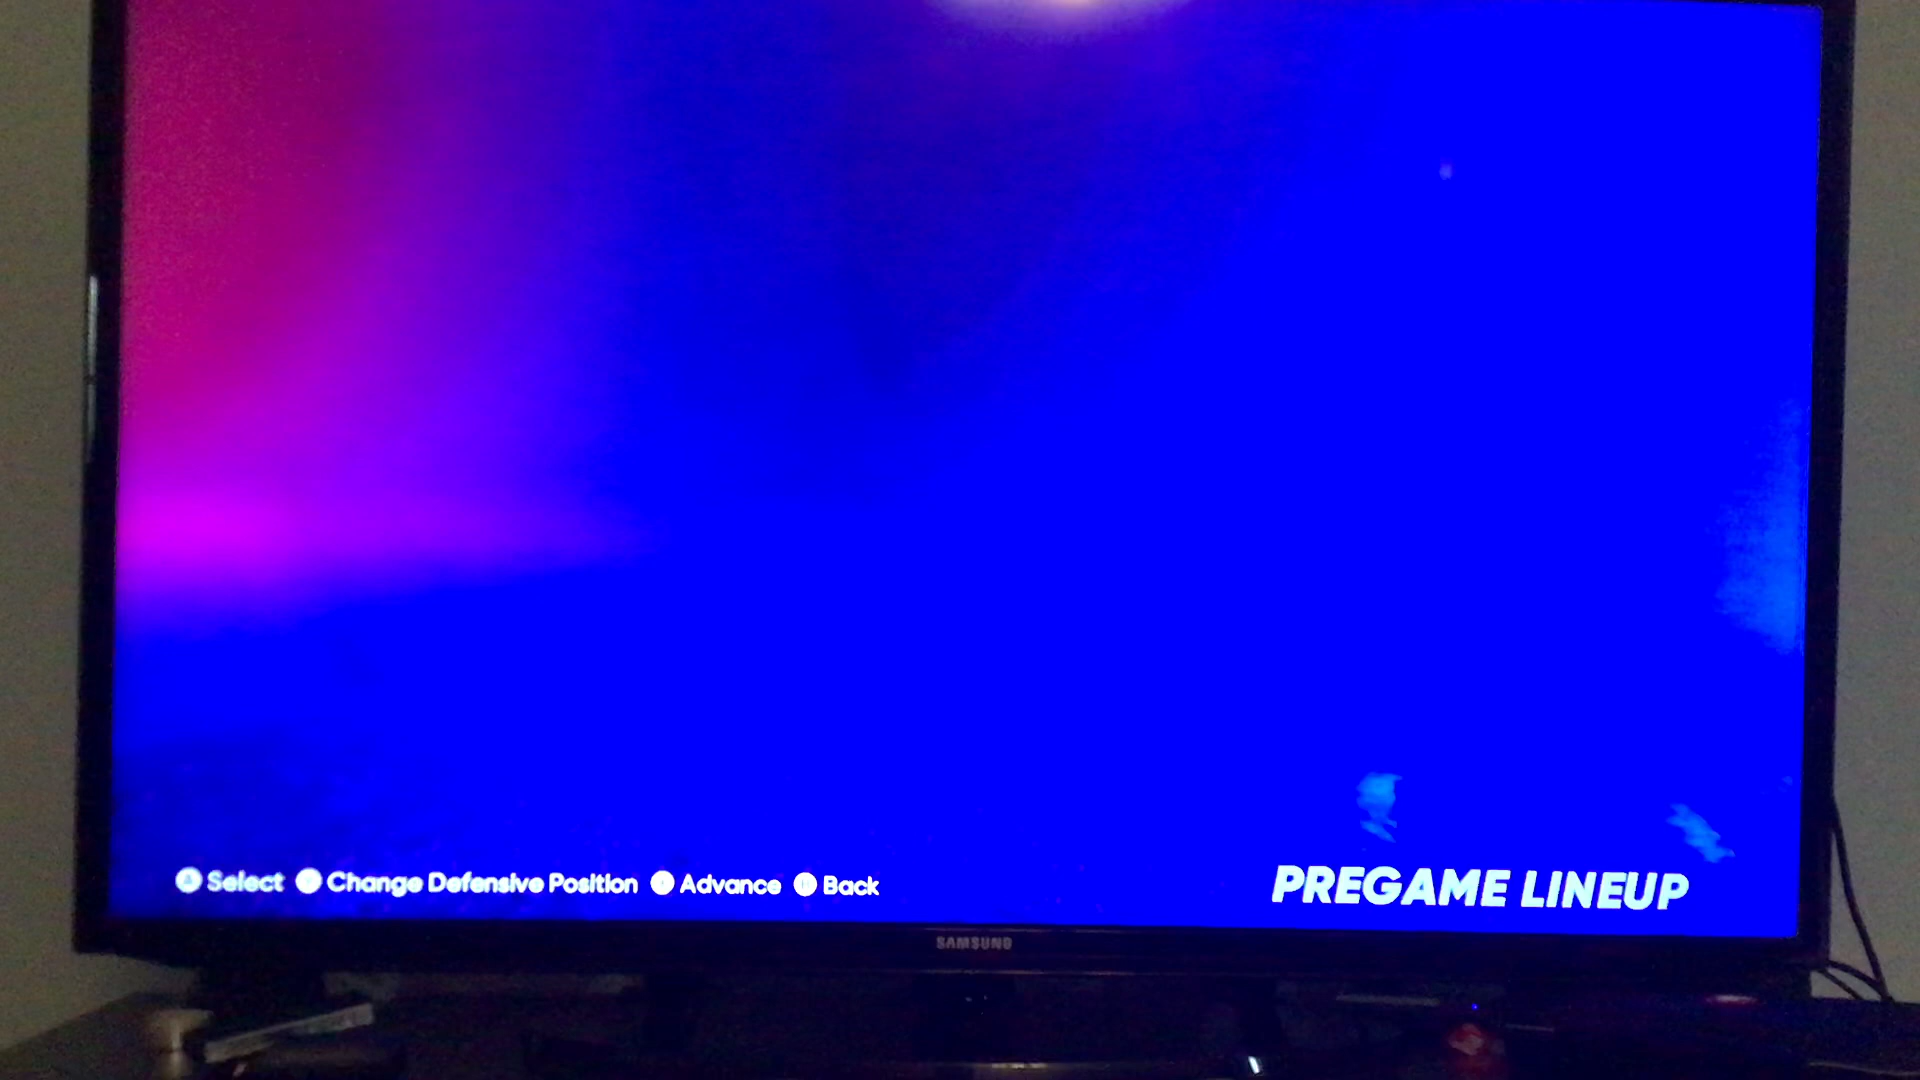 Select Change Defensive Position Advance Back
PREGAME LINEUP
SAMSUNG